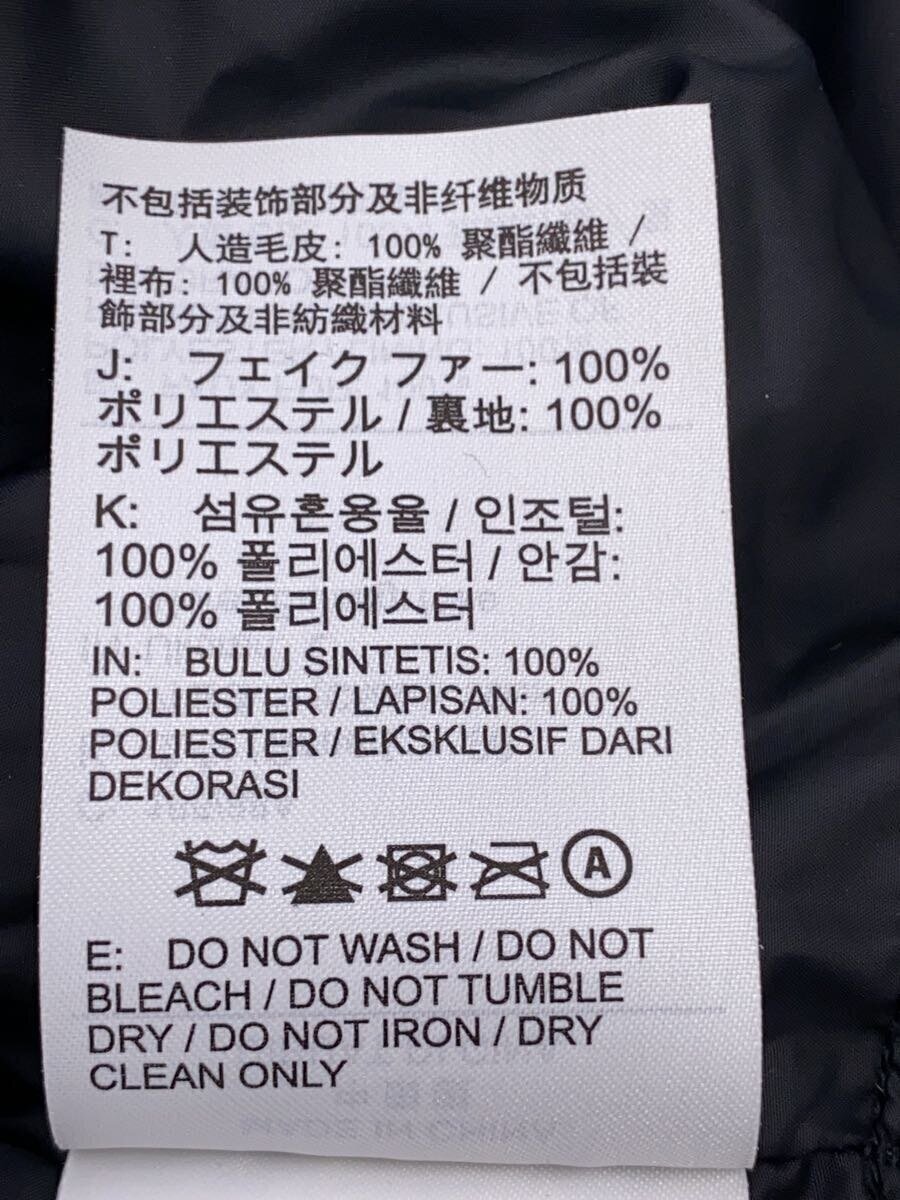 不包括装饰部分及非纤维物质
T: 人造毛皮: 100% 聚酯纖維 /
裡布: 100% 聚酯纖維 / 不包括裝
飾部分及非紡織材料
J: フェイクファー: 100%
ポリエステル / 裏地: 100%
ポリエステル
K: 섬유혼용율 / 인조털:
100% 폴리에스터 / 안감:
100% 폴리에스터
IN: BULU SINTETIS: 100%
POLIESTER / LAPISAN: 100%
POLIESTER / EKSKLUSIF DARI
DEKORASI
A
E: DO NOT WASH / DO NOT
BLEACH / DO NOT TUMBLE
DRY / DO NOT IRON / DRY
CLEAN ONLY